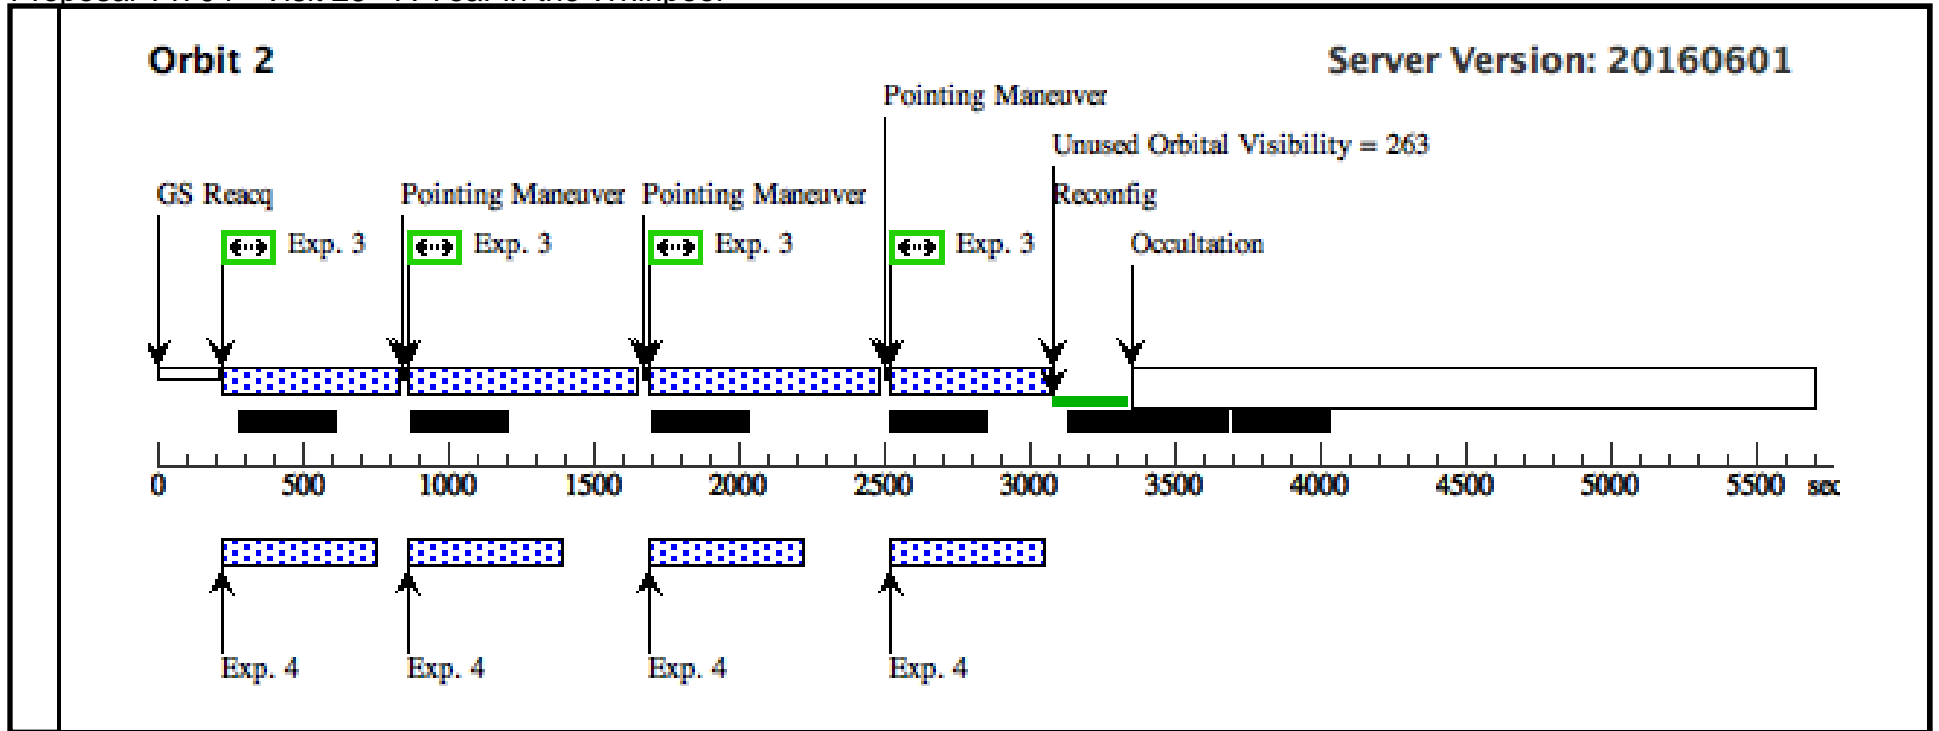 Orbit 2
Server Version: 20160601
Pointing Maneuver
Unused Orbital Visibility = 263
GS Reacq
Pointing Maneuver
Pointing Maneuver
Reconfig
Exp. 3
Exp. 3
Exp. 3
Exp. 3
Occultation
0 500 1000 1500 2000 2500 3000 3500 4000 4500 5000 5500 sec
Exp. 4
Exp. 4
Exp. 4
Exp. 4